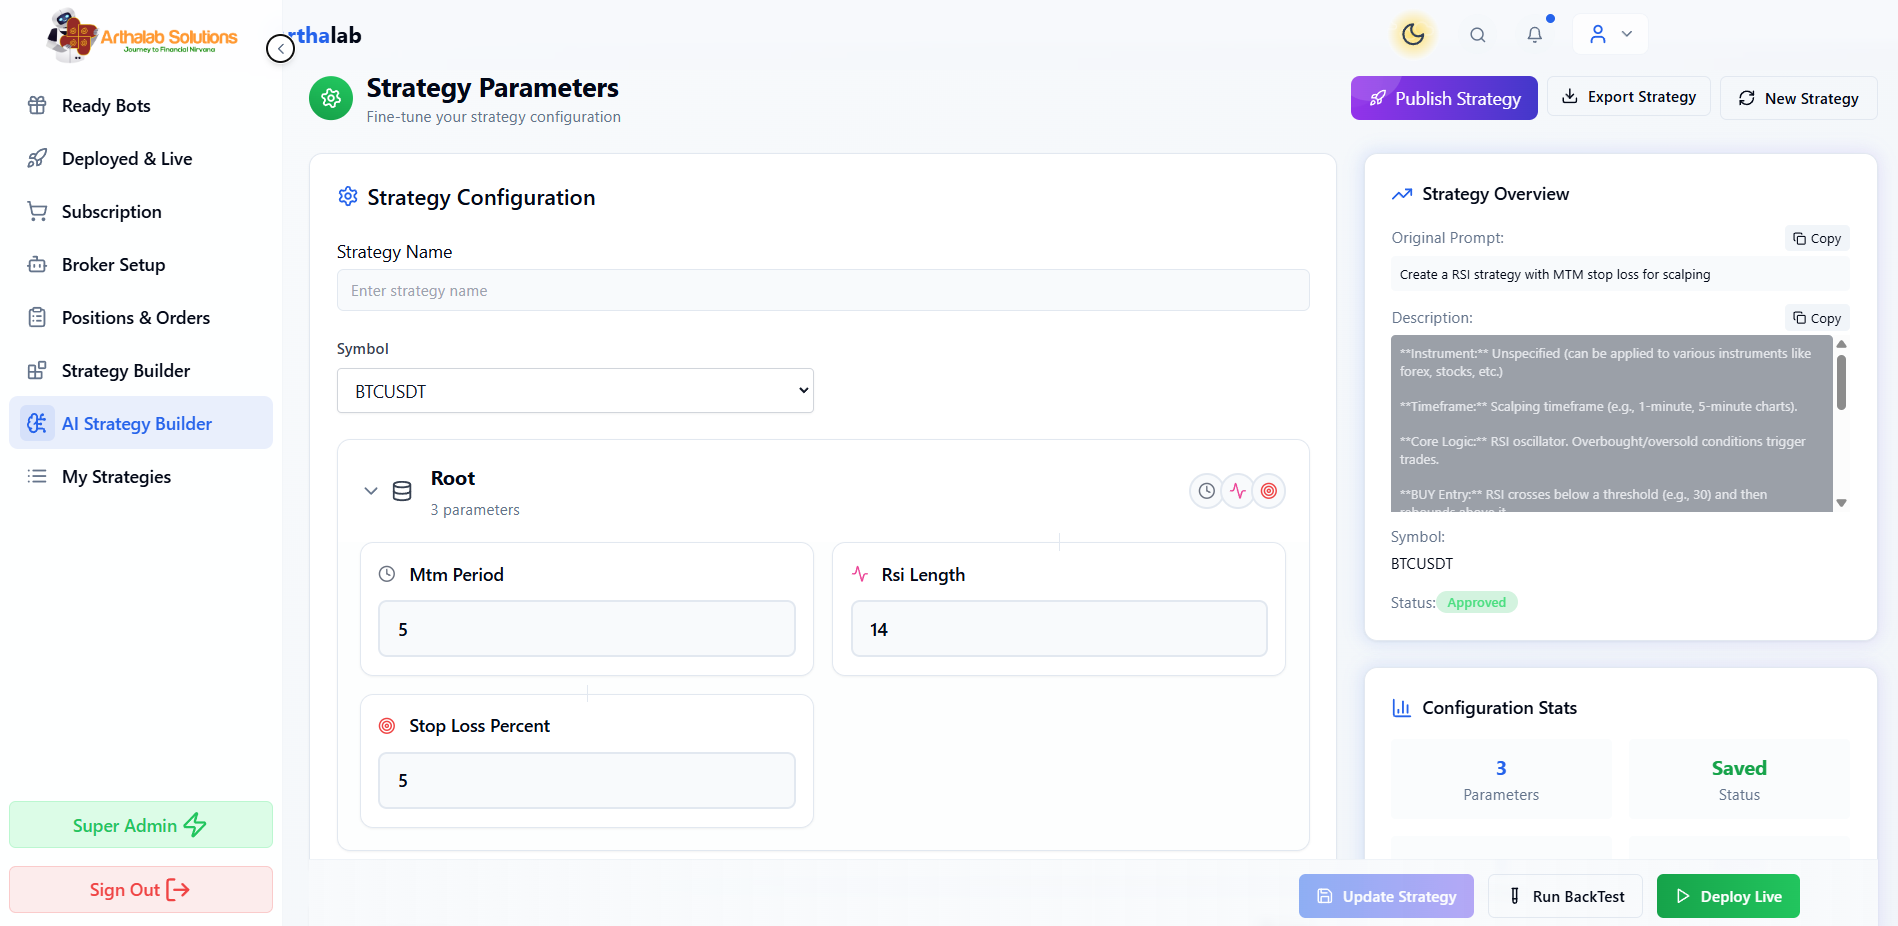 Arthalab Solutions
Journey to Financial Nirvana
rthalab
Ready Bots
Deployed & Live
Subscription
Broker Setup
Positions & Orders
Strategy Builder
AI Strategy Builder
My Strategies
Super Admin
Sign Out
Strategy Parameters
Fine-tune your strategy configuration
Publish Strategy
Export Strategy
New Strategy
Strategy Configuration
Strategy Name
Enter strategy name
Symbol
BTCUSDT
Root
3 parameters
Mtm Period
5
Rsi Length
14
Stop Loss Percent
5
Strategy Overview
Original Prompt:
Copy
Create a RSI strategy with MTM stop loss for scalping
Description:
Copy
**Instrument:** Unspecified (can be applied to various instruments like
forex, stocks, etc.)
**Timeframe:** Scalping timeframe (e.g., 1-minute, 5-minute charts).
**Core Logic:** RSI oscillator. Overbought/oversold conditions trigger
trades.
**BUY Entry:** RSI crosses below a threshold (e.g., 30) and then
rebounds above it
Symbol:
BTCUSDT
Status: Approved
Configuration Stats
3
Parameters
Saved
Status
Update Strategy
Run BackTest
Deploy Live